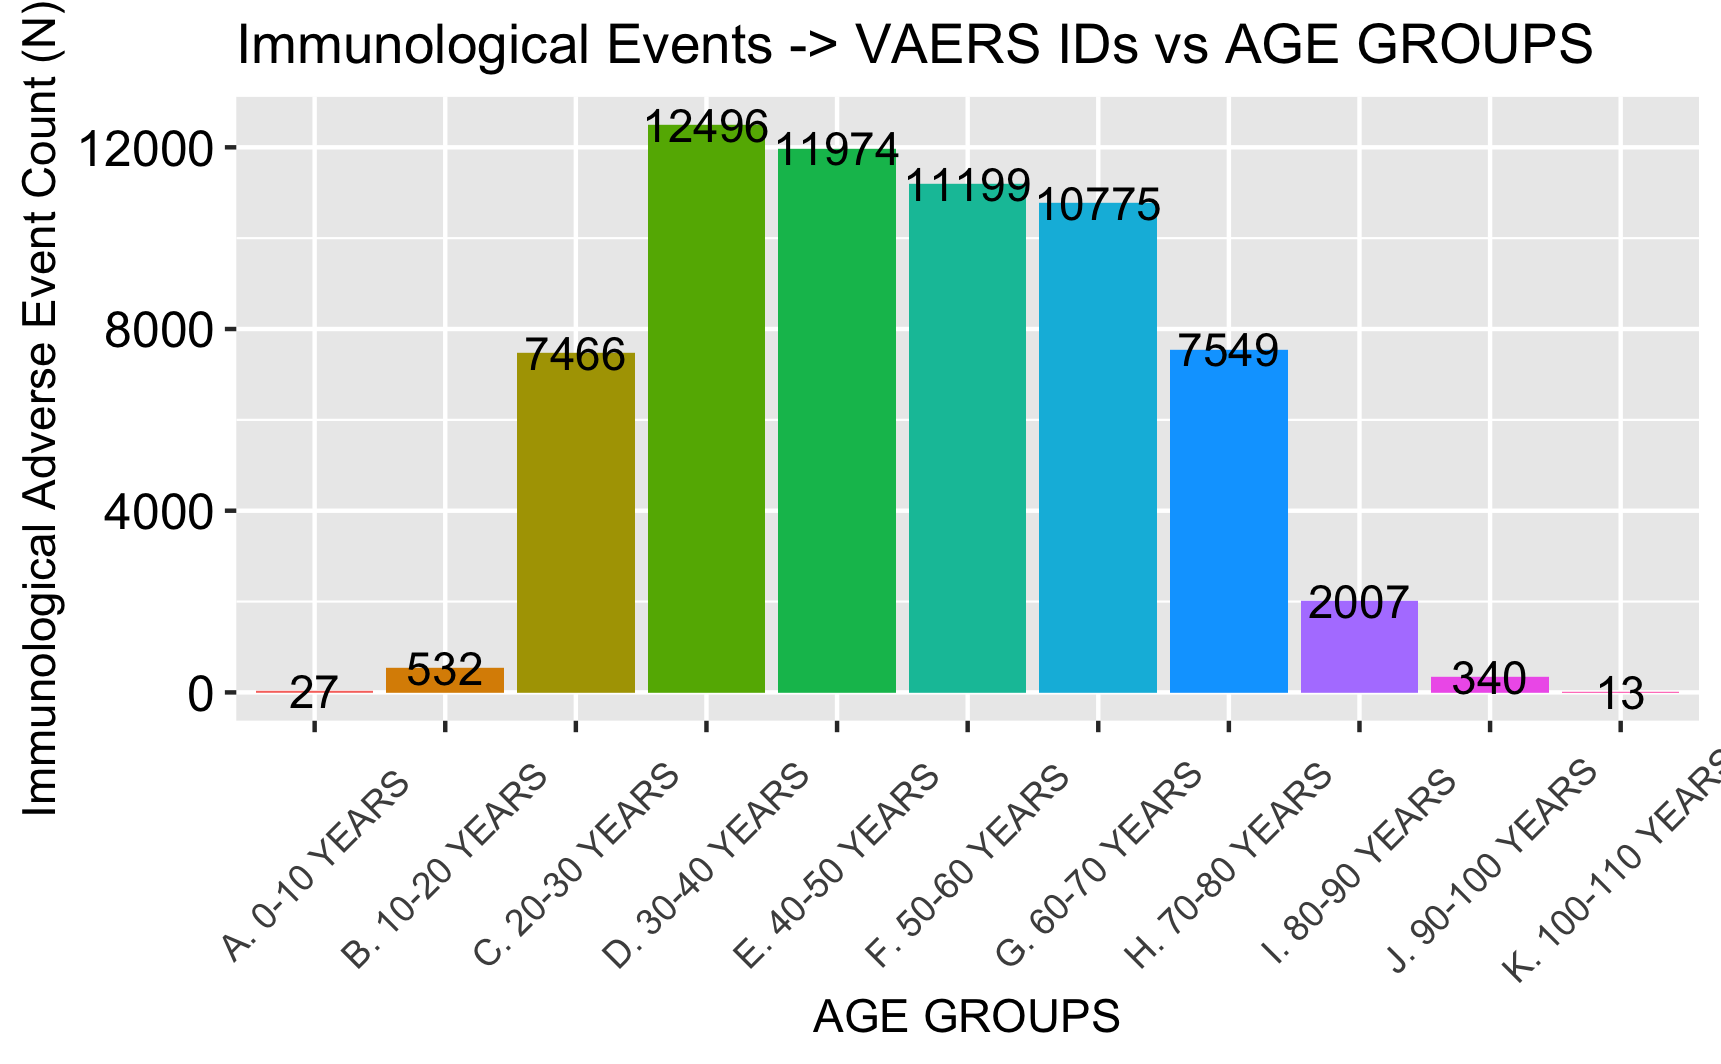 Immunological Events -> VAERS IDs vs AGE GROUPS
Immunological Adverse Event Count (N)
12000
8000
4000
0
27
532
7466
12496
11974
11199
10775
7549
2007
340
13
A. 0-10 YEARS
B. 10-20 YEARS
C. 20-30 YEARS
D. 30-40 YEARS
E. 40-50 YEARS
F. 50-60 YEARS
G. 60-70 YEARS
H. 70-80 YEARS
I. 80-90 YEARS
J. 90-100 YEARS
K. 100-110 YEARS
AGE GROUPS